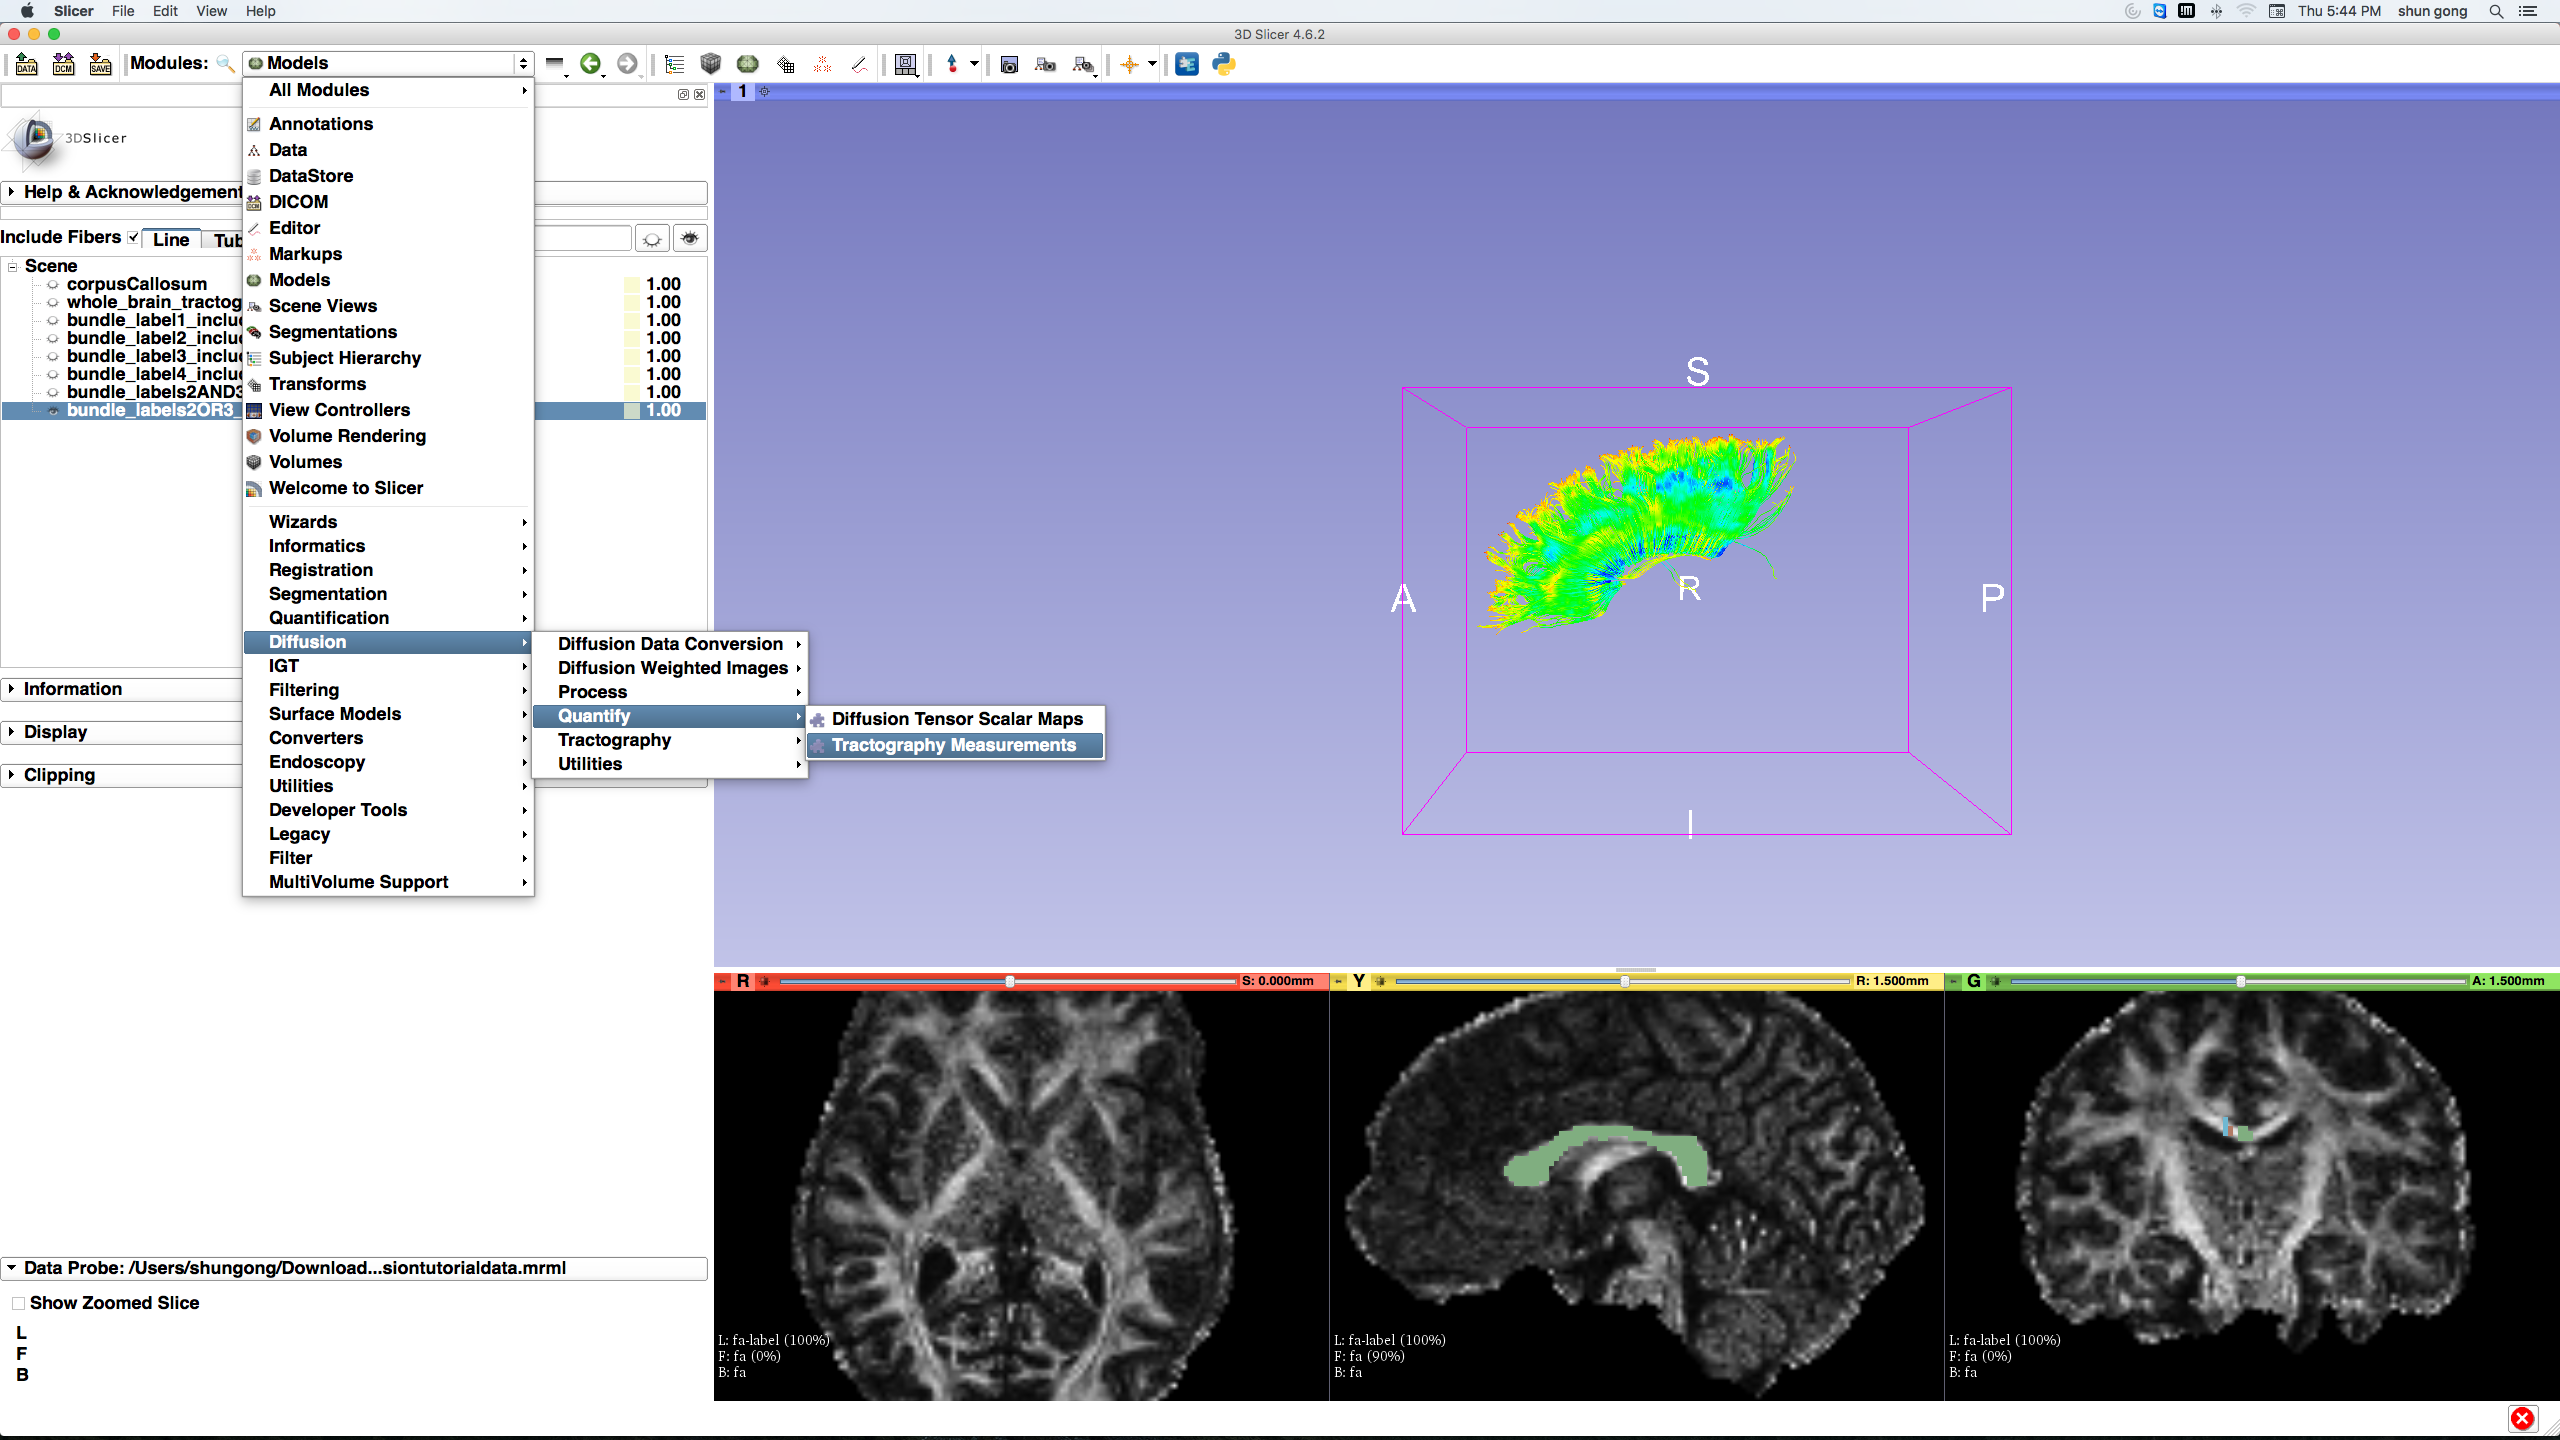 Slicer File Edit View Help
Thu 5:44 PM shun gong
3D Slicer 4.6.2
DATA DCM SAVE Modules: Models
All Modules
1
3DSlicer
Annotations
Data
DataStore
DICOM
Editor
Markups
Models
Scene Views
Segmentations
Subject Hierarchy
Transforms
View Controllers
Volume Rendering
Volumes
Welcome to Slicer
Wizards
Informatics
Registration
Segmentation
Quantification
Diffusion
IGT
Filtering
Surface Models
Converters
Endoscopy
Utilities
Developer Tools
Legacy
Filter
MultiVolume Support
Diffusion Data Conversion
Diffusion Weighted Images
Process
Quantify
Tractography
Utilities
Diffusion Tensor Scalar Maps
Tractography Measurements
Help & Acknowledgement
Include Fibers Line Tub
Scene
corpusCallosum 1.00
whole_brain_tractog 1.00
bundle_label1_inclu 1.00
bundle_label2_inclu 1.00
bundle_label3_inclu 1.00
bundle_label4_inclu 1.00
bundle_labels2AND3 1.00
bundle_labels2OR3_ 1.00
Information
Display
Clipping
S
A
R
P
I
R S: 0.000mm
Y R: 1.500mm
G A: 1.500mm
L: fa-label (100%)
F: fa (0%)
B: fa
L: fa-label (100%)
F: fa (90%)
B: fa
L: fa-label (100%)
F: fa (0%)
B: fa
Data Probe: /Users/shungong/Download...siontutorialdata.mrml
Show Zoomed Slice
L
F
B